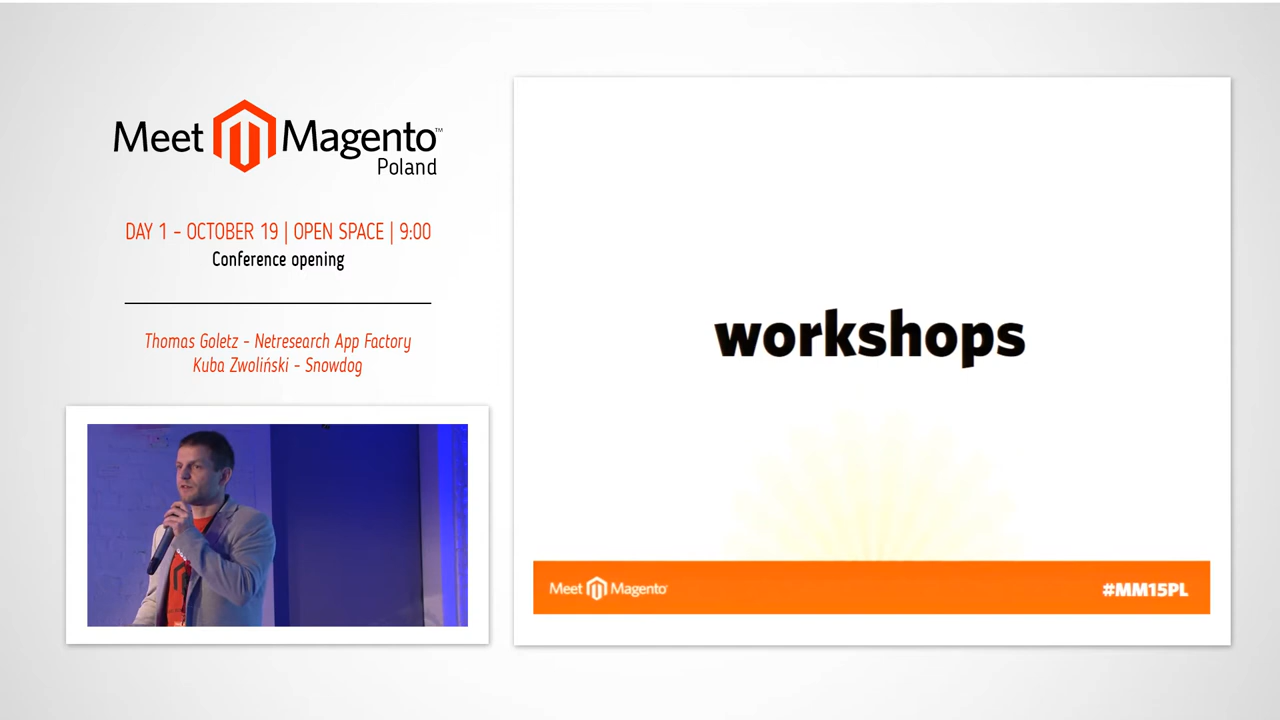 Meet Magento™
Poland
DAY 1 – OCTOBER 19 | OPEN SPACE | 9:00
Conference opening
Thomas Goletz - Netresearch App Factory
Kuba Zwoliński - Snowdog
workshops
Meet Magento
#MM15PL